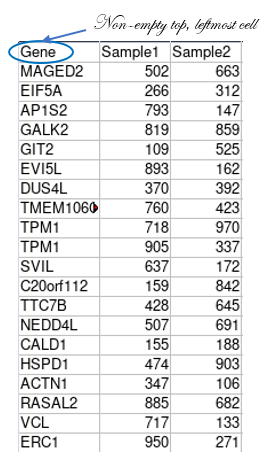 Non-empty top, leftmost cell
Gene Sample1 Sample2
MAGED2 502 663
EIF5A 266 312
AP1S2 793 147
GALK2 819 859
GIT2 109 525
EVI5L 893 162
DUS4L 370 392
TMEM106C 760 423
TPM1 718 970
TPM1 905 337
SVIL 637 172
C20orf112 159 842
TTC7B 428 645
NEDD4L 507 691
CALD1 155 188
HSPD1 474 903
ACTN1 347 106
RASAL2 885 682
VCL 717 133
ERC1 950 271